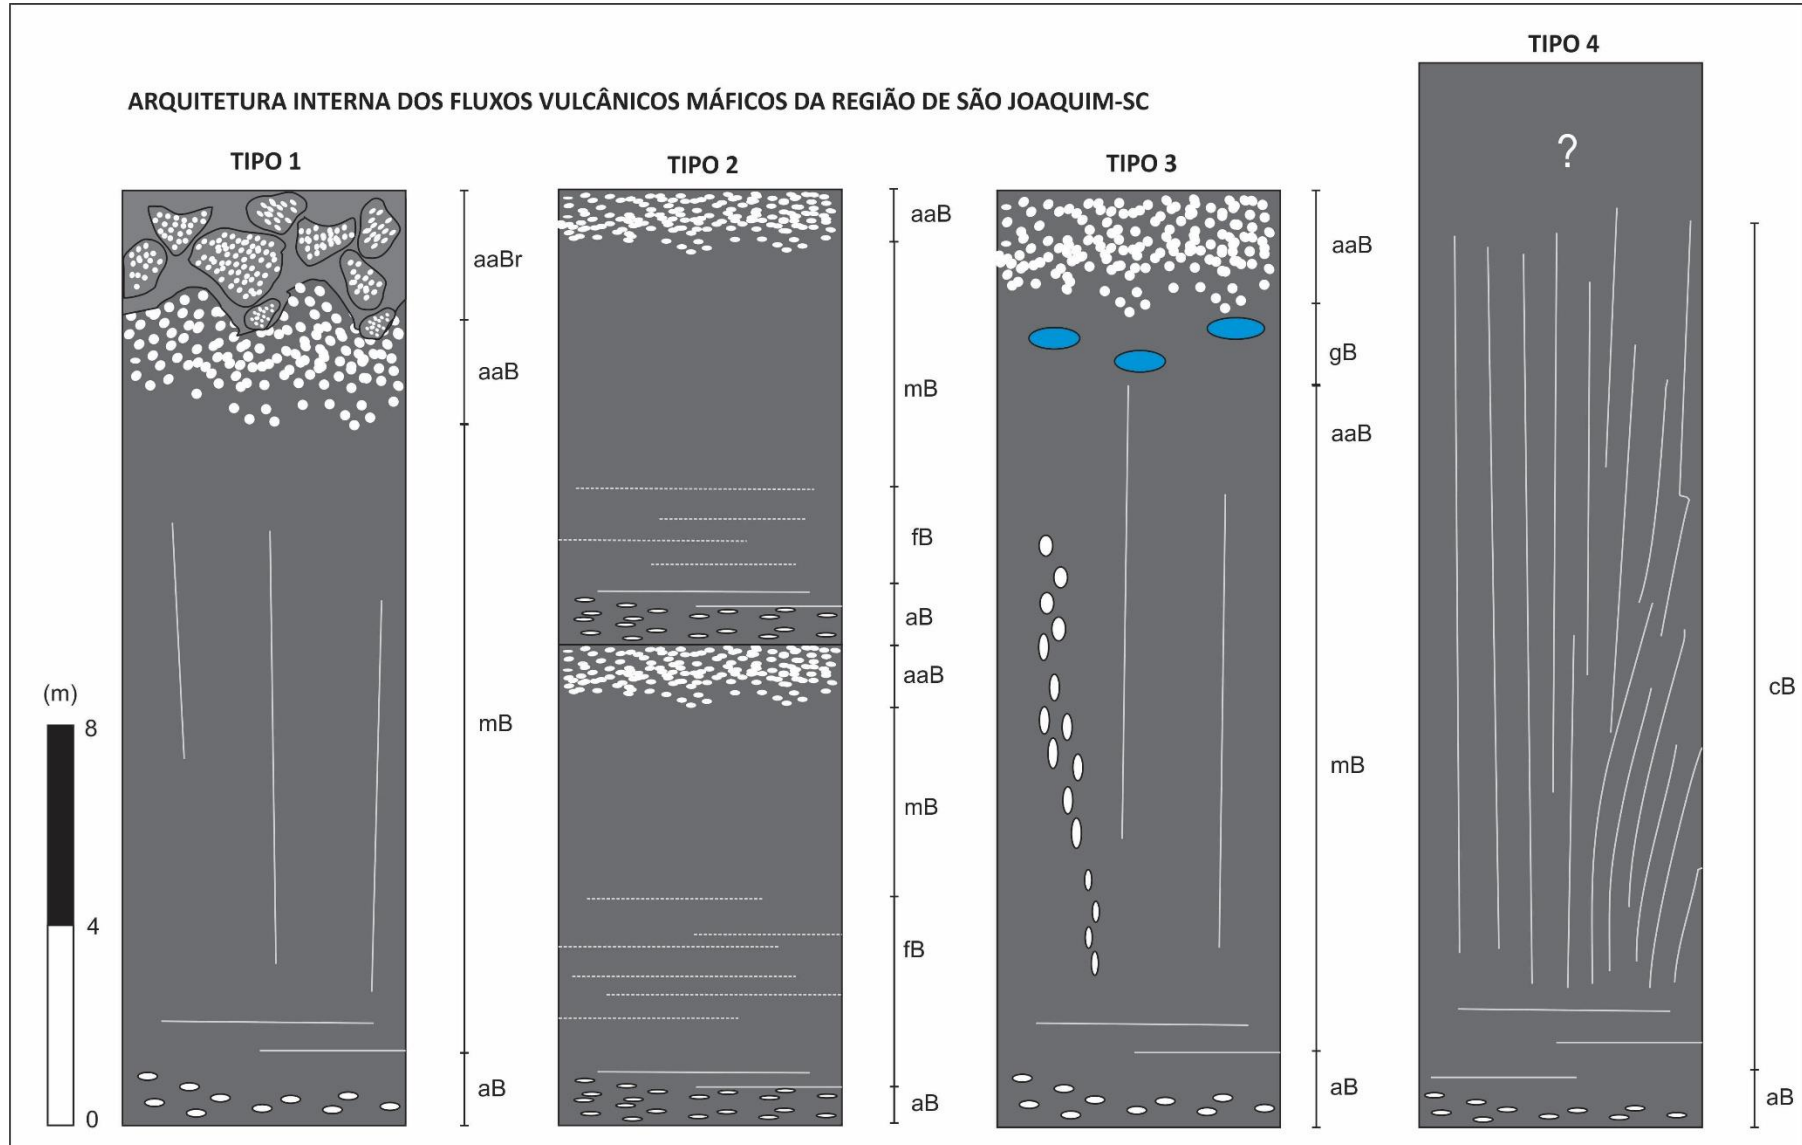 TIPO 4
ARQUITETURA INTERNA DOS FLUXOS VULCÂNICOS MÁFICOS DA REGIÃO DE SÃO JOAQUIM-SC
TIPO 1
TIPO 2
TIPO 3
?
aaBr
aaB
mB
aB
aaB
mB
fB
aB
aaB
mB
fB
aB
aaB
gB
aaB
mB
aB
cB
aB
(m)
8
4
0